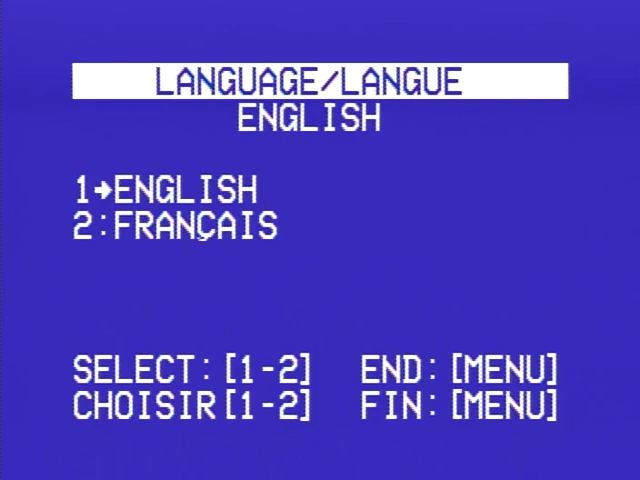 LANGUAGE/LANGUE
ENGLISH
1→ENGLISH
2:FRANÇAIS
SELECT:[1-2] END:[MENU]
CHOISIR[1-2] FIN:[MENU]